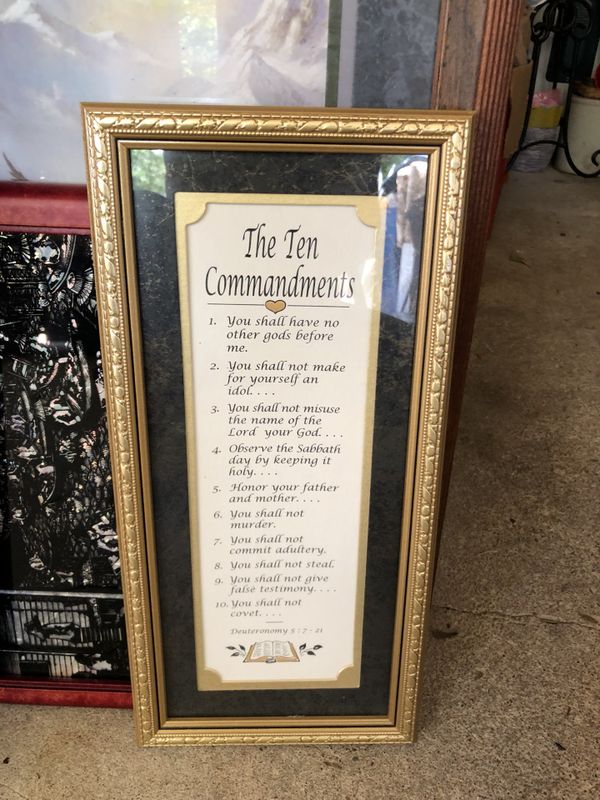 The Ten
Commandments
1. You shall have no
other gods before
me.
2. You shall not make
for yourself an
idol. . . .
3. You shall not misuse
the name of the
Lord your God. . . .
4. Observe the Sabbath
day by keeping it
holy. . . .
5. Honor your father
and mother. . . .
6. You shall not
murder.
7. You shall not
commit adultery.
8. You shall not steal.
9. You shall not give
false testimony. . . .
10. You shall not
covet. . . .
Deuteronomy 5 : 7 - 21